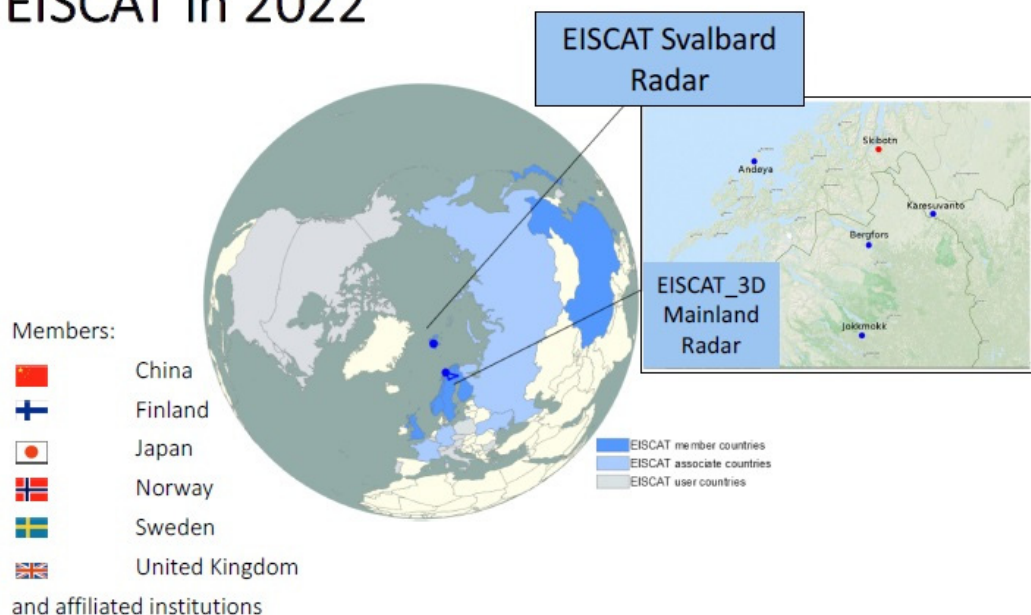 EISCAT in 2022
EISCAT Svalbard
Radar
Skibotn
Andøya
Karesuvanto
Bergfors
EISCAT_3D
Mainland
Radar
Jokkmokk
Members:
China
Finland
Japan
Norway
Sweden
United Kingdom
and affiliated institutions
EISCAT member countries
EISCAT associate countries
EISCAT user countries